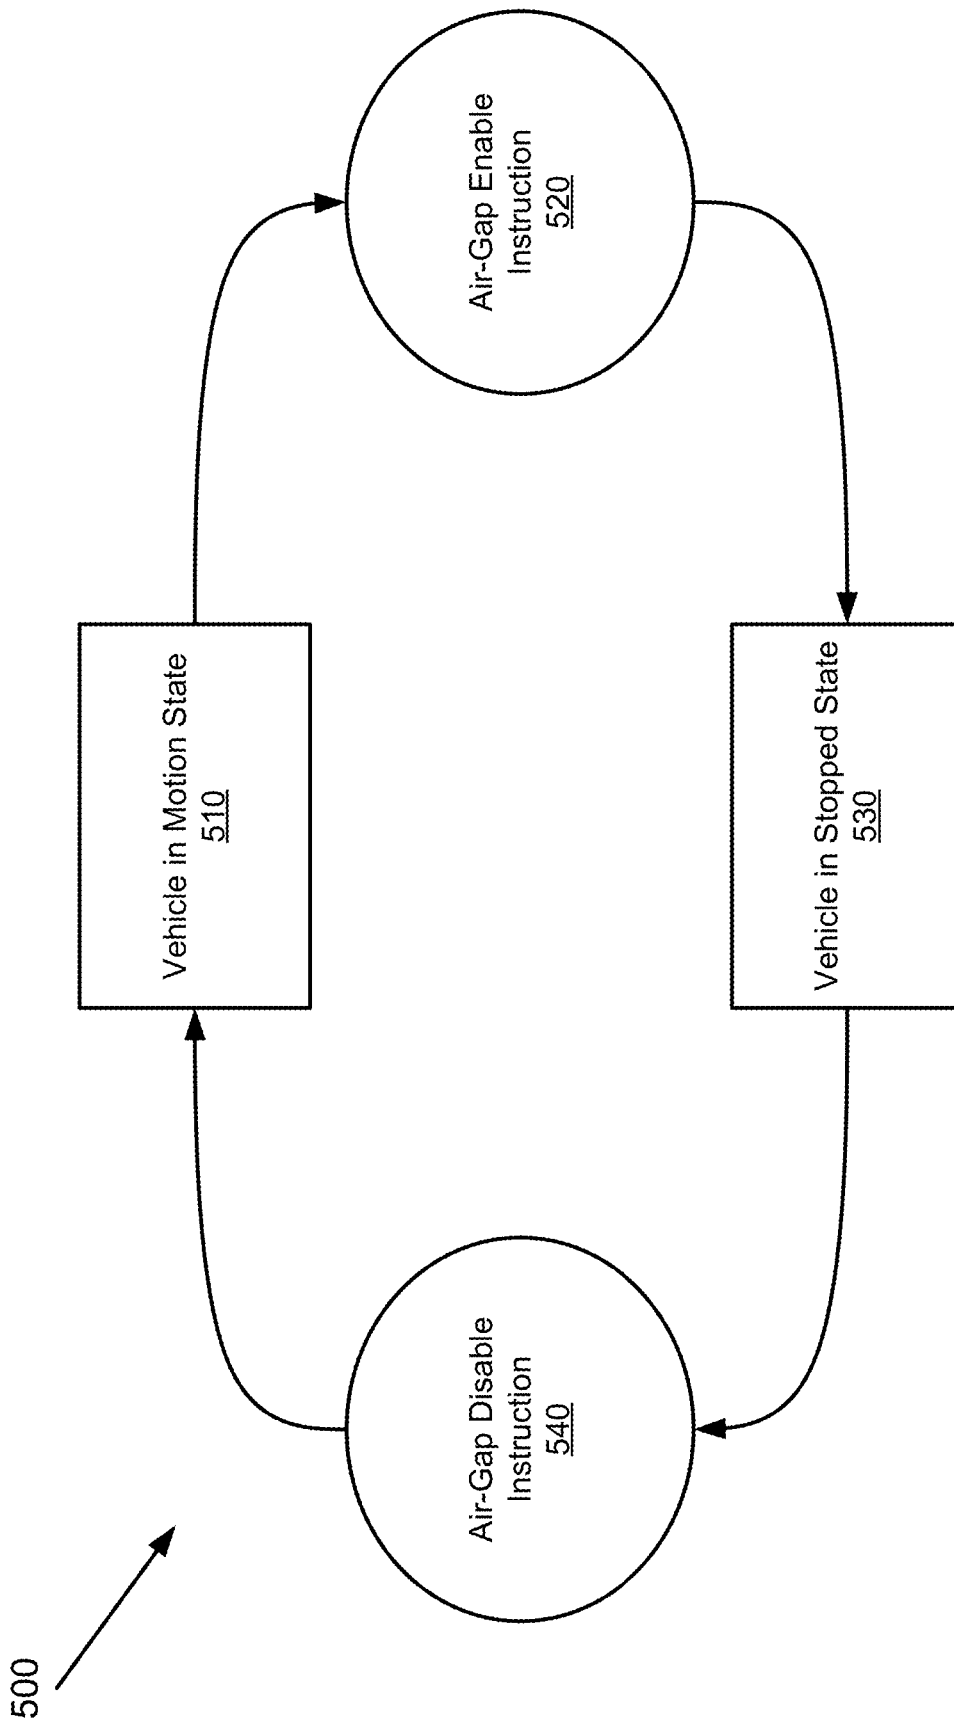 500
Vehicle in Motion State
510
Air-Gap Disable
Instruction
540
Air-Gap Enable
Instruction
520
Vehicle in Stopped State
530